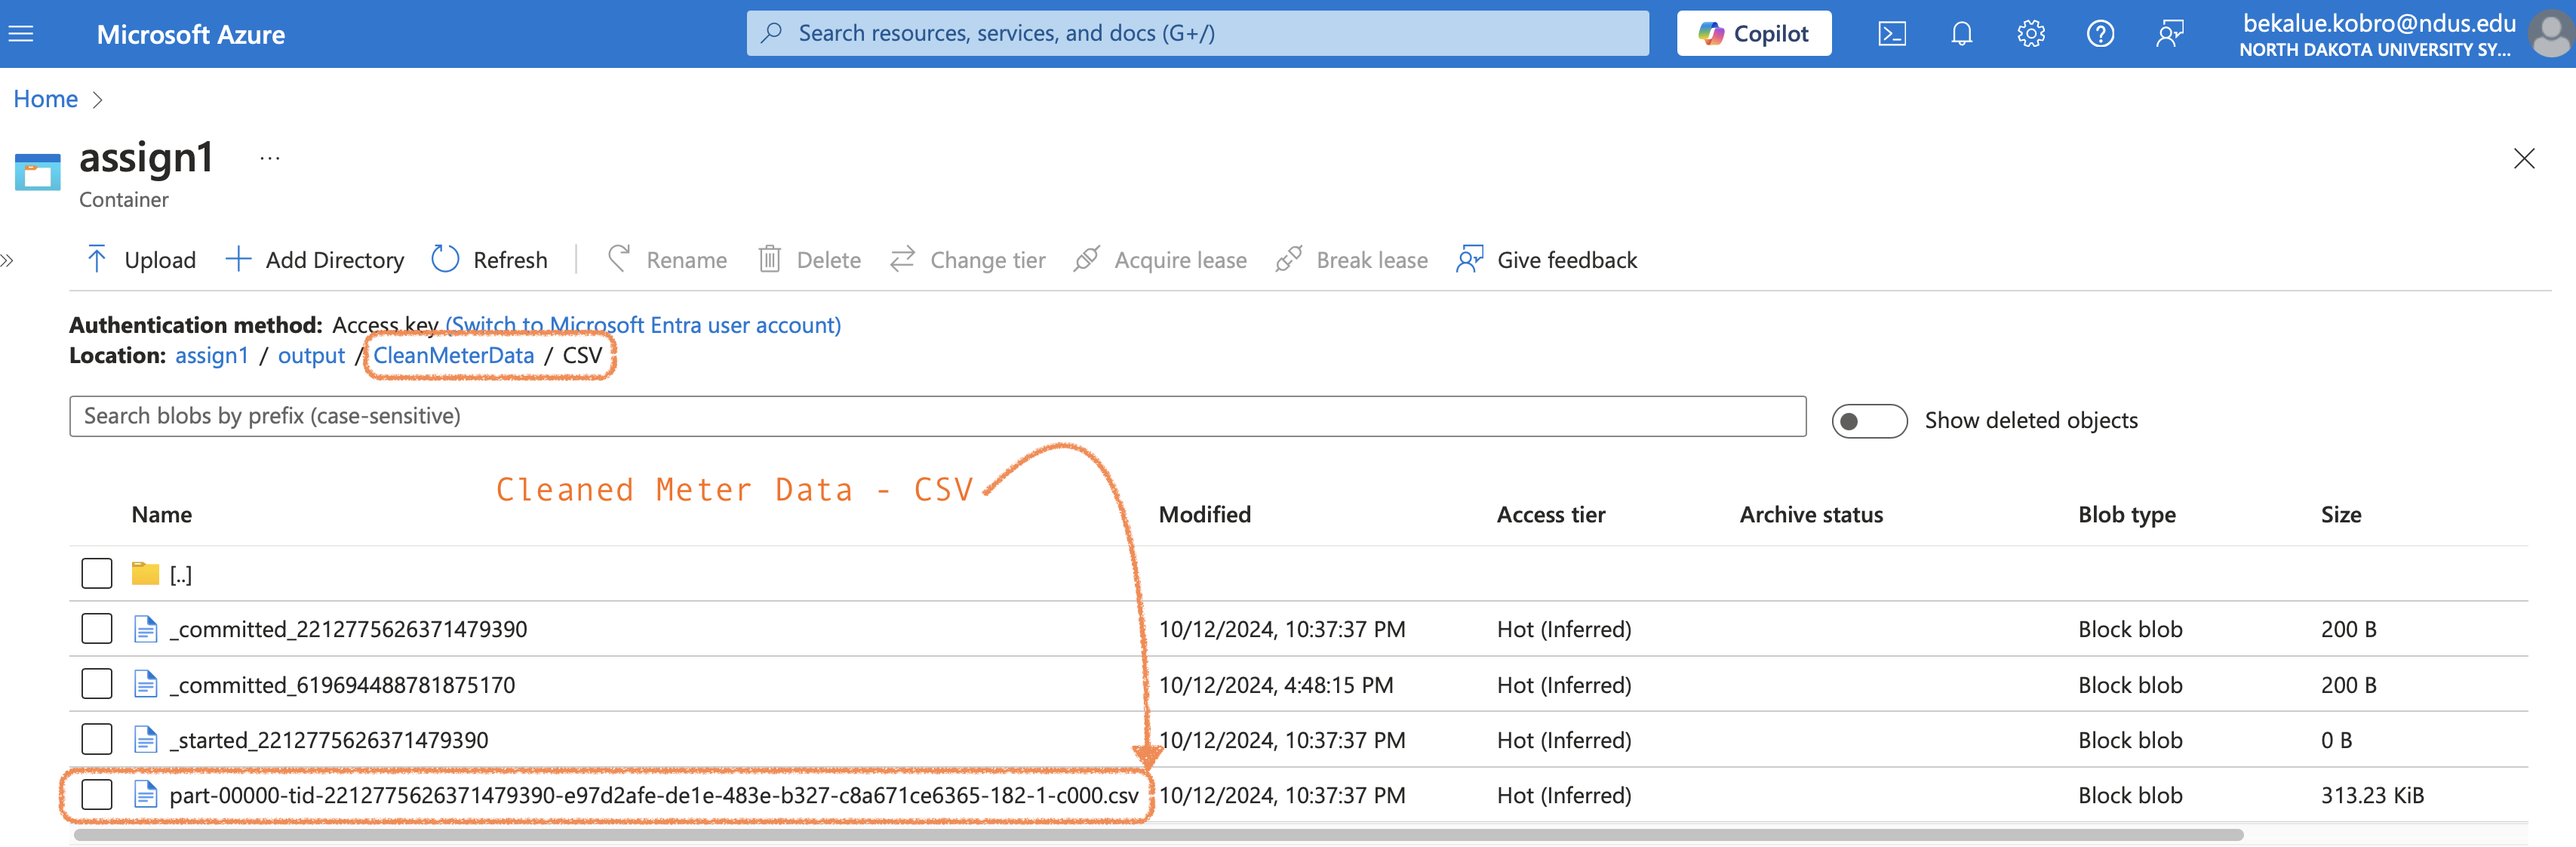 Microsoft Azure
Search resources, services, and docs (G+/)
Copilot
bekalue.kobro@ndus.edu
NORTH DAKOTA UNIVERSITY SY...
Home
assign1 ...
Container
Upload Add Directory Refresh Rename Delete Change tier Acquire lease Break lease Give feedback
Authentication method: Access key (Switch to Microsoft Entra user account)
Location: assign1 / output / CleanMeterData / CSV
Search blobs by prefix (case-sensitive)
Show deleted objects
Cleaned Meter Data - CSV
Name Modified Access tier Archive status Blob type Size
[..]
_committed_2212775626371479390 10/12/2024, 10:37:37 PM Hot (Inferred) Block blob 200 B
_committed_619694488781875170 10/12/2024, 4:48:15 PM Hot (Inferred) Block blob 200 B
_started_2212775626371479390 10/12/2024, 10:37:37 PM Hot (Inferred) Block blob 0 B
part-00000-tid-2212775626371479390-e97d2afe-de1e-483e-b327-c8a671ce6365-182-1-c000.csv 10/12/2024, 10:37:37 PM Hot (Inferred) Block blob 313.23 KiB